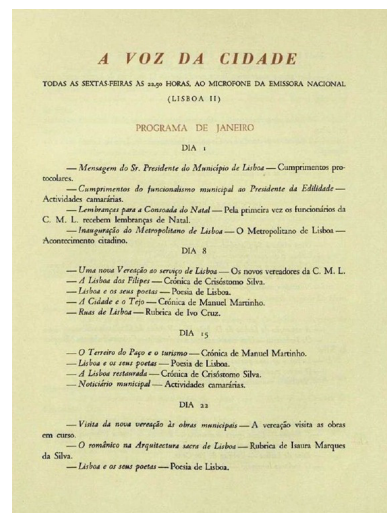 A VOZ DA CIDADE
TODAS AS SEXTAS-FEIRAS ÀS 22,50 HORAS, AO MICROFONE DA EMISSORA NACIONAL
(LISBOA II)
PROGRAMA DE JANEIRO
DIA 1
— Mensagem do Sr. Presidente do Município de Lisboa — Cumprimentos pro-
tocolares.
— Cumprimentos do funcionalismo municipal ao Presidente da Edilidade —
Actividades camarárias.
— Lembranças para a Consoada do Natal — Pela primeira vez os funcionários da
C. M. L. recebem lembranças de Natal.
— Inauguração do Metropolitano de Lisboa — O Metropolitano de Lisboa —
Acontecimento citadino.
DIA 8
— Uma nova Vereação ao serviço de Lisboa — Os novos vereadores da C. M. L.
— A Lisboa dos Filipes — Crónica de Crisóstomo Silva.
— Lisboa e os seus poetas — Poesia de Lisboa.
— A Cidade e o Tejo — Crónica de Manuel Martinho.
— Ruas de Lisboa — Rubrica de Ivo Cruz.
DIA 15
— O Terreiro do Paço e o turismo — Crónica de Manuel Martinho.
— Lisboa e os seus poetas — Poesia de Lisboa.
— A Lisboa restaurada — Crónica de Crisóstomo Silva.
— Noticiário municipal — Actividades camarárias.
DIA 22
— Visita da nova vereação às obras municipais — A vereação visita as obras
em curso.
— O românico na Arquitectura sacra de Lisboa — Rubrica de Isaura Marques
da Silva.
— Lisboa e os seus poetas — Poesia de Lisboa.